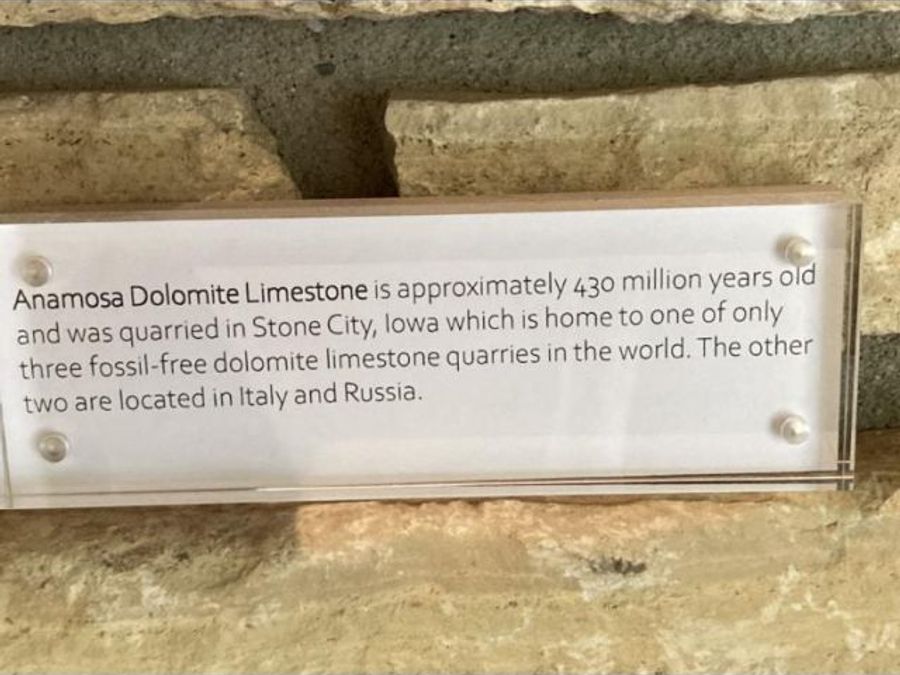 Anamosa Dolomite Limestone is approximately 430 million years old
and was quarried in Stone City, Iowa which is home to one of only
three fossil-free dolomite limestone quarries in the world. The other
two are located in Italy and Russia.